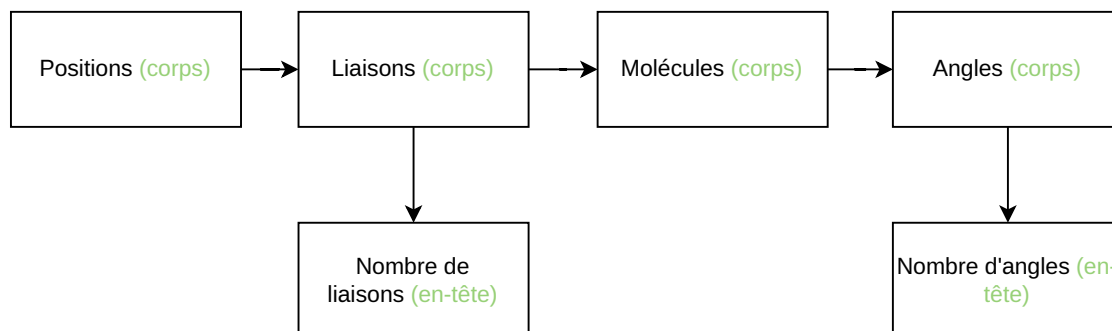 Positions (corps)
Liaisons (corps)
Molécules (corps)
Angles (corps)
Nombre de
liaisons (en-tête)
Nombre d'angles (en-
tête)